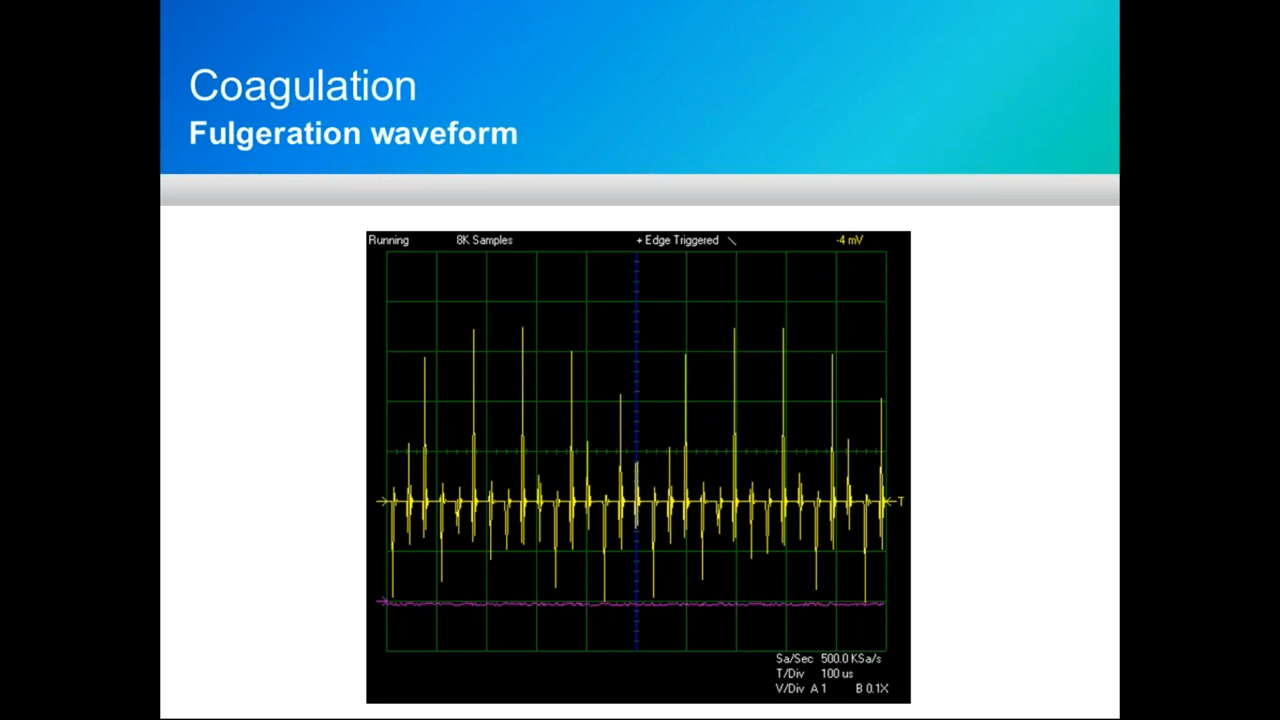 Coagulation
Fulgeration waveform
Running 8K Samples + Edge Triggered \ -4 mV
T
Sa/Sec 500.0 KSa/s
T/Div 100 us
V/Div A 1 B 0.1X